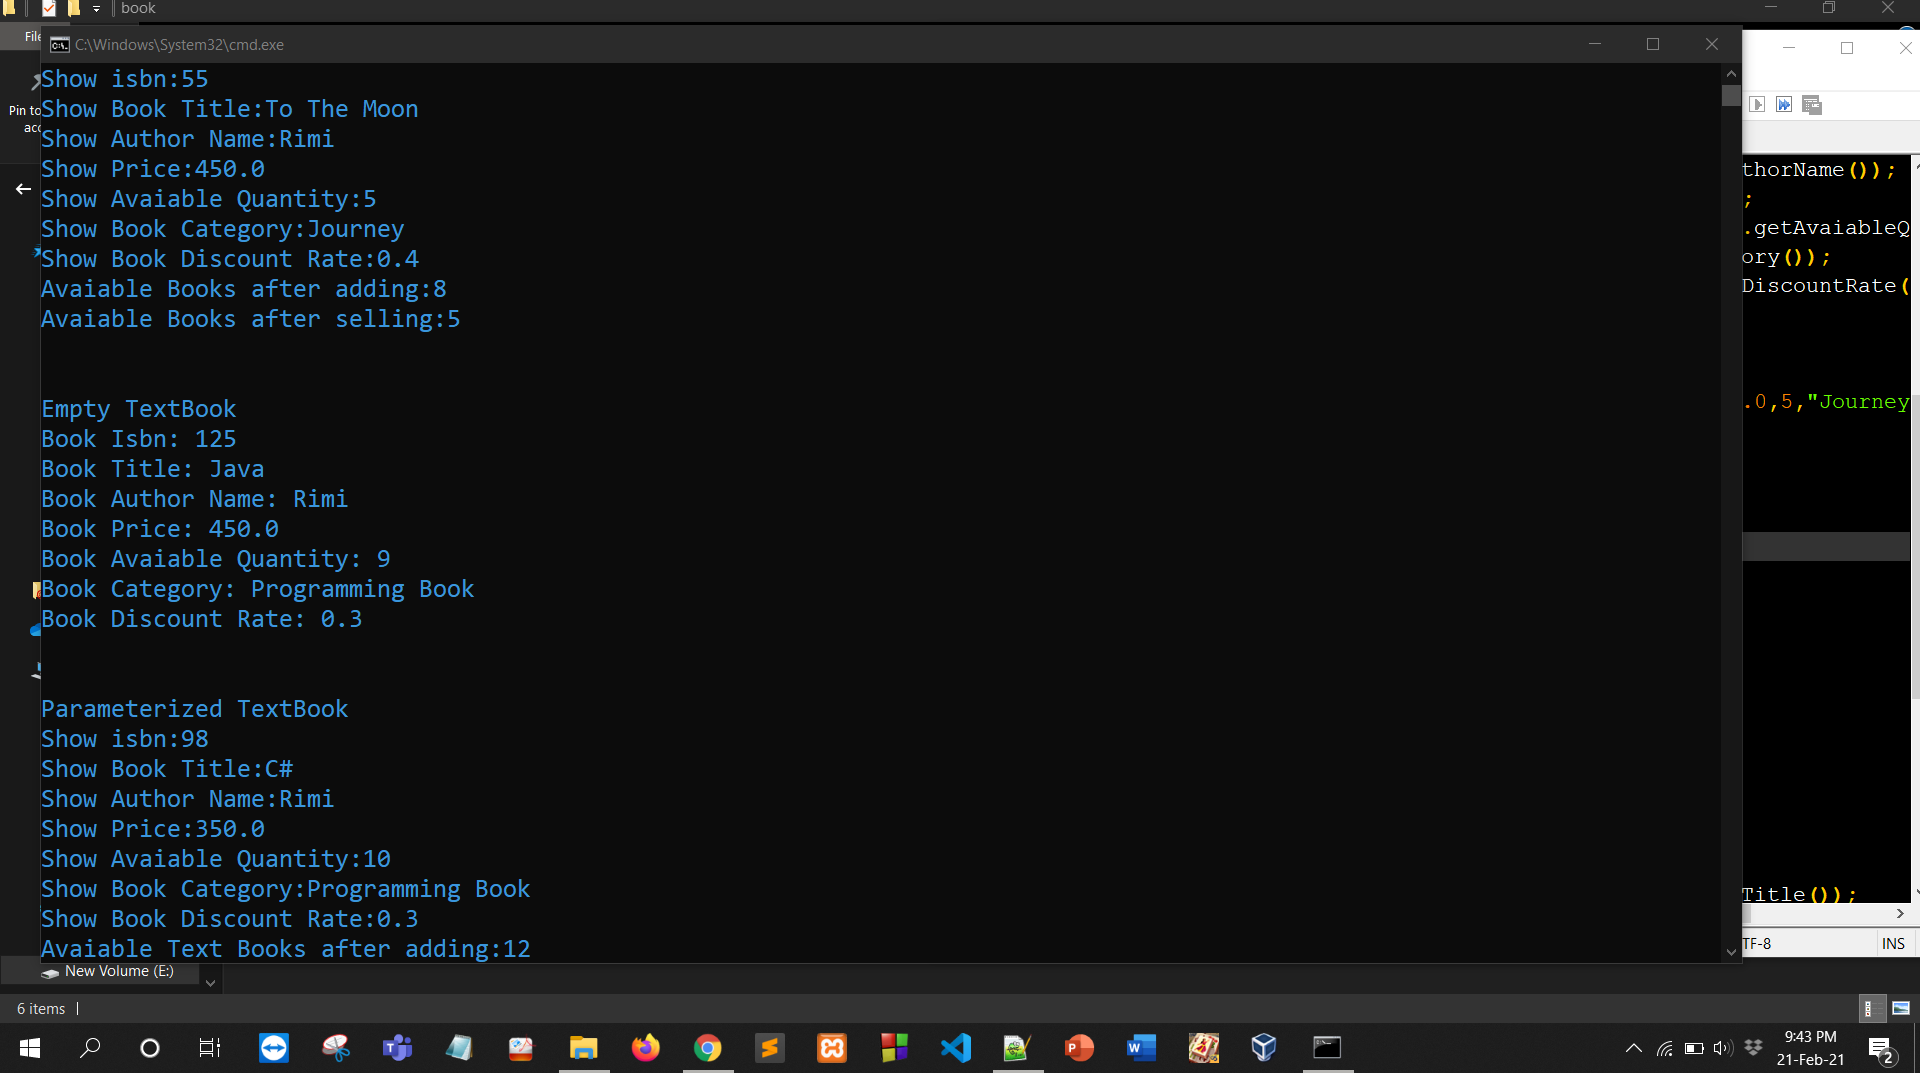 book
File
C:\Windows\System32\cmd.exe
Pin to
Show isbn:55
Show Book Title:To The Moon
Show Author Name:Rimi
Show Price:450.0
Show Avaiable Quantity:5
Show Book Category:Journey
Show Book Discount Rate:0.4
Avaiable Books after adding:8
Avaiable Books after selling:5
Empty TextBook
Book Isbn: 125
Book Title: Java
Book Author Name: Rimi
Book Price: 450.0
Book Avaiable Quantity: 9
Book Category: Programming Book
Book Discount Rate: 0.3
Parameterized TextBook
Show isbn:98
Show Book Title:C#
Show Author Name:Rimi
Show Price:350.0
Show Avaiable Quantity:10
Show Book Category:Programming Book
Show Book Discount Rate:0.3
Avaiable Text Books after adding:12
thorName());
;
.getAvaiableQ
ory());
DiscountRate(
.0,5,"Journey
Title());
TF-8
INS
New Volume (E:)
6 items
9:43 PM
21-Feb-21
2